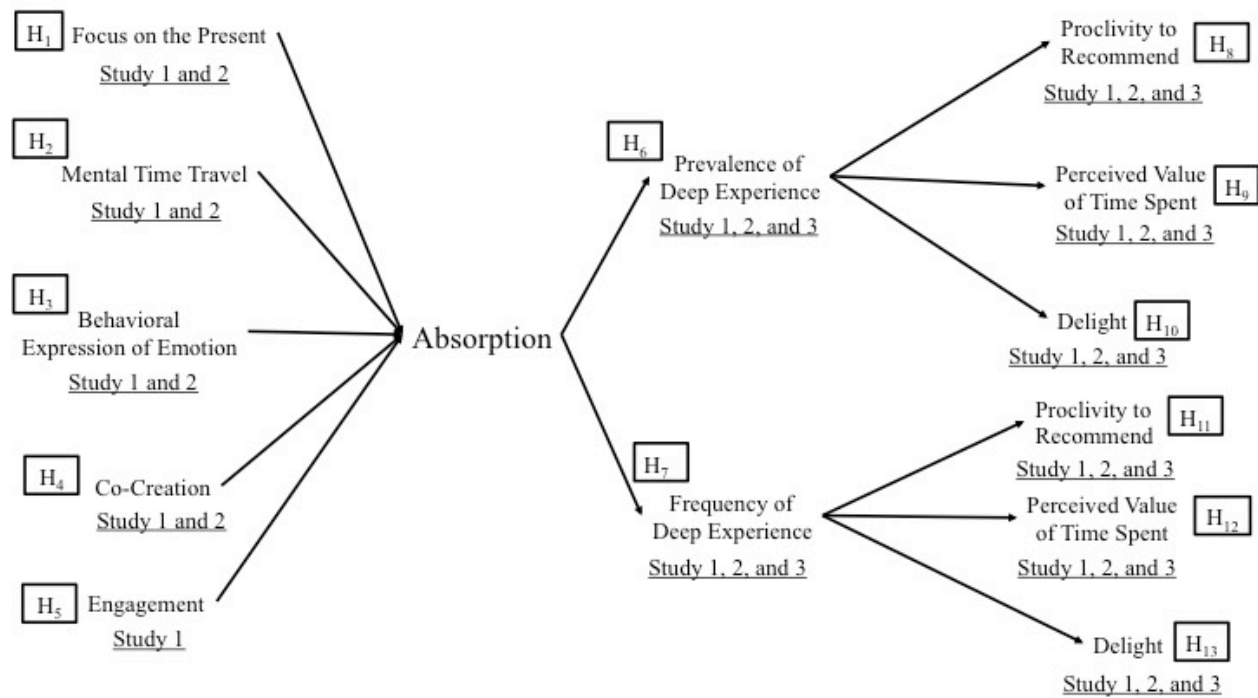 H1 Focus on the Present
Study 1 and 2
H2
Mental Time Travel
Study 1 and 2
H3
Behavioral
Expression of Emotion
Study 1 and 2
H4 Co-Creation
Study 1 and 2
H5 Engagement
Study 1
Absorption
H6
Prevalence of
Deep Experience
Study 1, 2, and 3
H7
Frequency of
Deep Experience
Study 1, 2, and 3
Proclivity to
Recommend H8
Study 1, 2, and 3
Perceived Value
of Time Spent H9
Study 1, 2, and 3
Delight H10
Study 1, 2, and 3
Proclivity to
Recommend H11
Study 1, 2, and 3
Perceived Value
of Time Spent H12
Study 1, 2, and 3
Delight H13
Study 1, 2, and 3